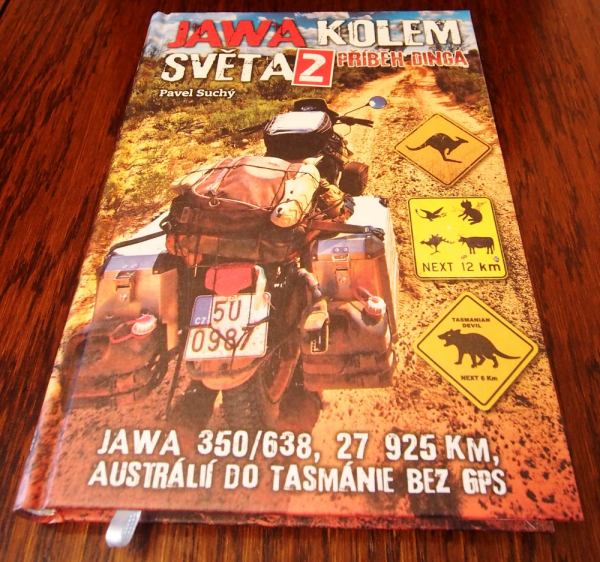 JAWA KOLEM
SVĚTA 2 PŘÍBĚH DINGA
Pavel Suchý
NEXT 12 km
TASMANIAN
DEVIL
NEXT 6 Km
CZ
5U
0987
JAWA 350/638, 27 925 KM,
AUSTRÁLIÍ DO TASMÁNIE BEZ GPS